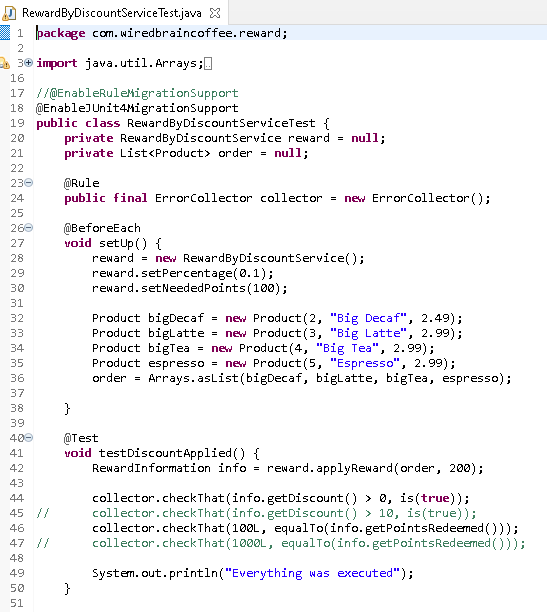 RewardByDiscountServiceTest.java
1 package com.wiredbraincoffee.reward;
2
3 import java.util.Arrays;
16
17 //@EnableRuleMigrationSupport
18 @EnableJUnit4MigrationSupport
19 public class RewardByDiscountServiceTest {
20     private RewardByDiscountService reward = null;
21     private List<Product> order = null;
22
23     @Rule
24     public final ErrorCollector collector = new ErrorCollector();
25
26     @BeforeEach
27     void setUp() {
28         reward = new RewardByDiscountService();
29         reward.setPercentage(0.1);
30         reward.setNeededPoints(100);
31
32         Product bigDecaf = new Product(2, "Big Decaf", 2.49);
33         Product bigLatte = new Product(3, "Big Latte", 2.99);
34         Product bigTea = new Product(4, "Big Tea", 2.99);
35         Product espresso = new Product(5, "Espresso", 2.99);
36         order = Arrays.asList(bigDecaf, bigLatte, bigTea, espresso);
37
38     }
39
40     @Test
41     void testDiscountApplied() {
42         RewardInformation info = reward.applyReward(order, 200);
43
44         collector.checkThat(info.getDiscount() > 0, is(true));
45 //      collector.checkThat(info.getDiscount() > 10, is(true));
46         collector.checkThat(100L, equalTo(info.getPointsRedeemed()));
47 //      collector.checkThat(1000L, equalTo(info.getPointsRedeemed()));
48
49         System.out.println("Everything was executed");
50     }
51